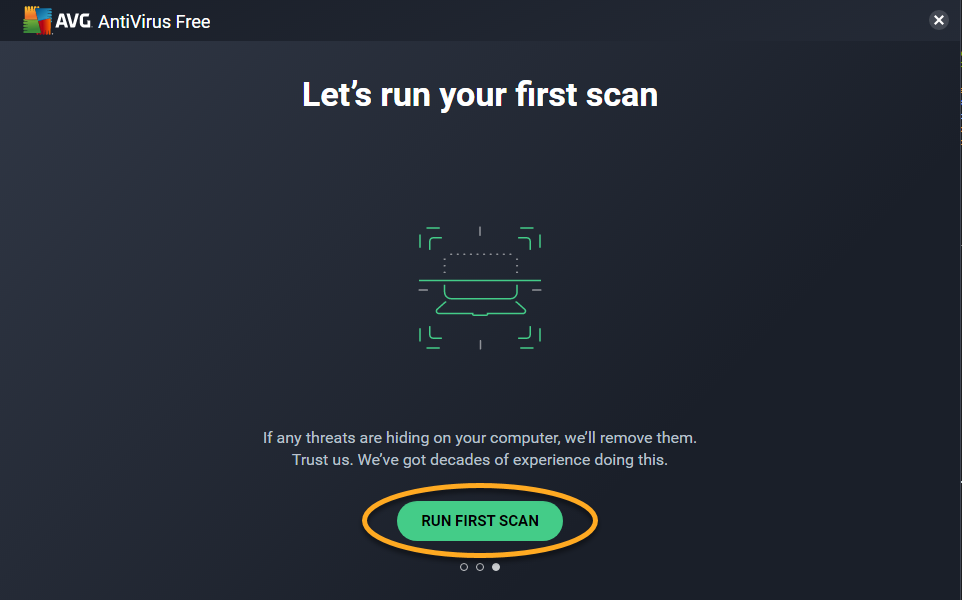 AVG AntiVirus Free
Let’s run your first scan
If any threats are hiding on your computer, we’ll remove them.
Trust us. We’ve got decades of experience doing this.
RUN FIRST SCAN